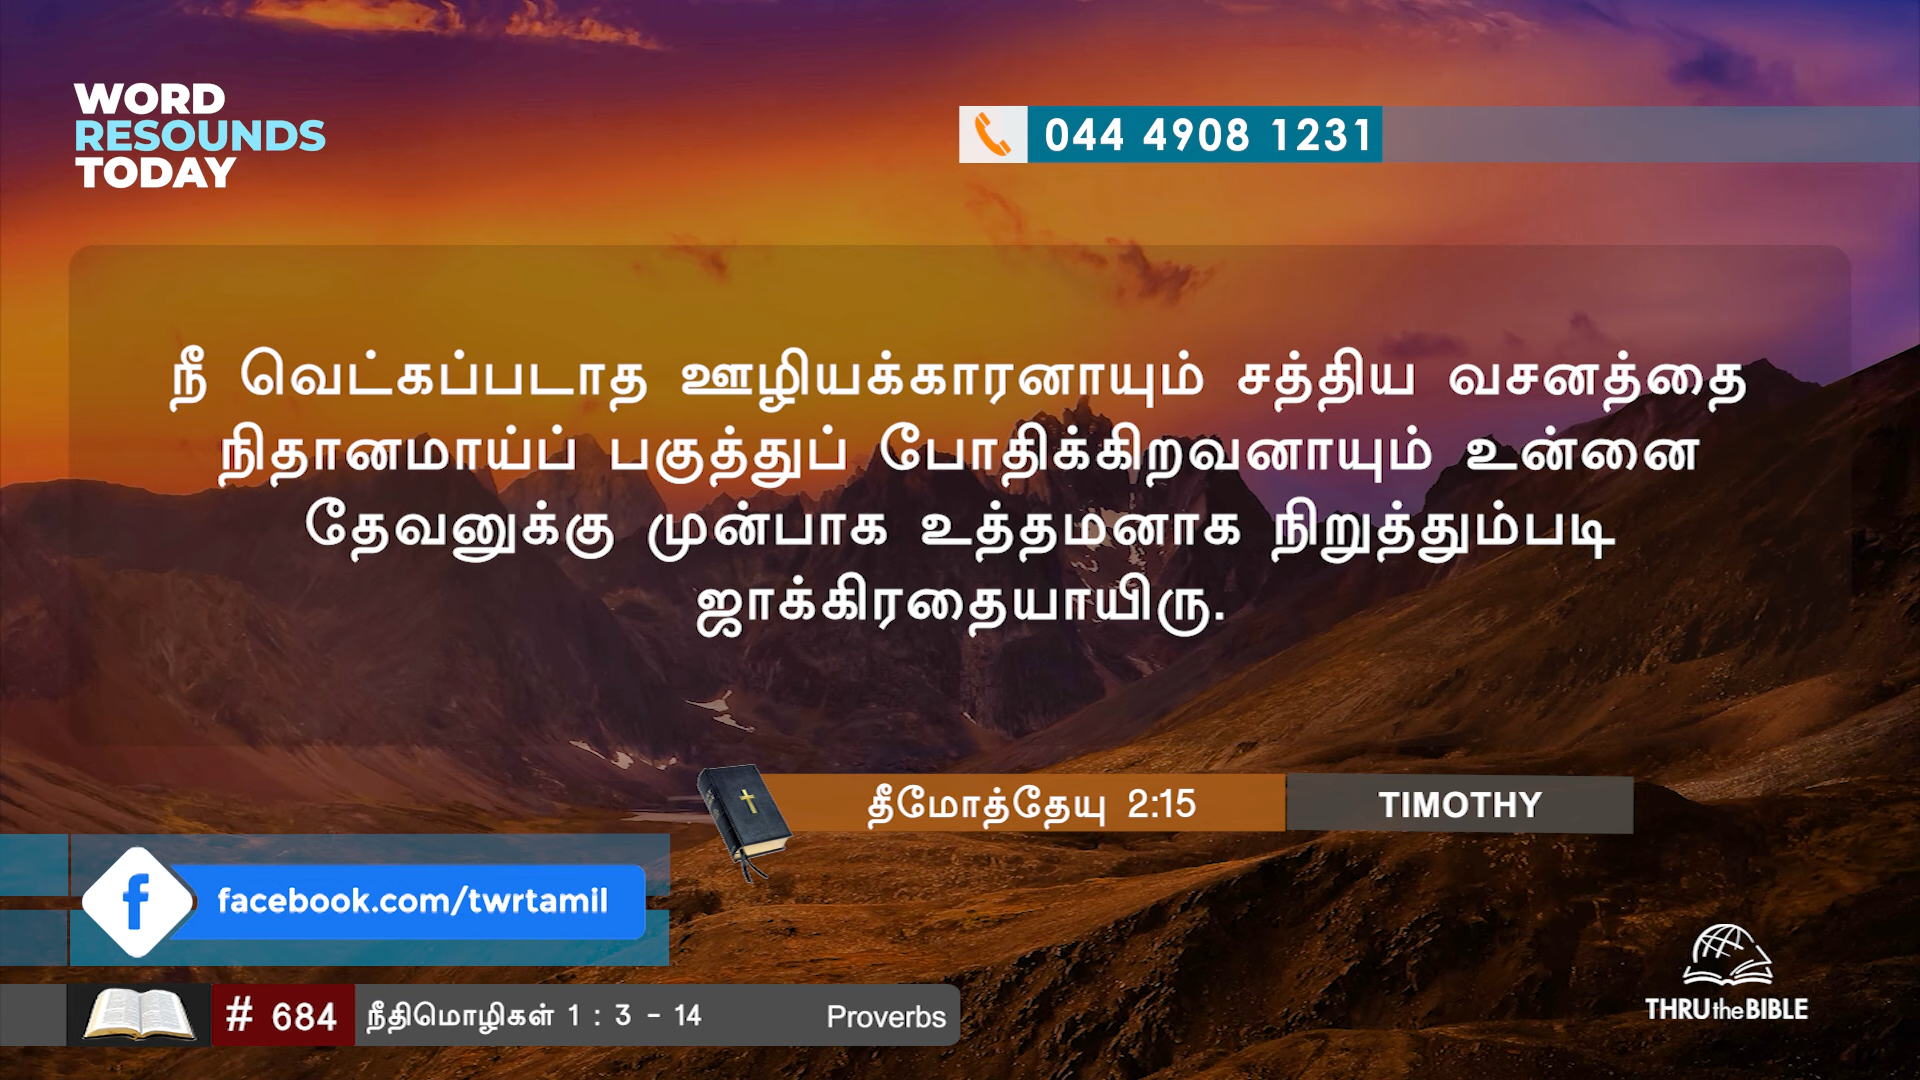 WORD
RESOUNDS
TODAY
044 4908 1231
நீ வெட்கப்படாத ஊழியக்காரனாயும் சத்திய வசனத்தை
நிதானமாய்ப் பகுத்துப் போதிக்கிறவனாயும் உன்னை
தேவனுக்கு முன்பாக உத்தமனாக நிறுத்தும்படி
ஜாக்கிரதையாயிரு.
தீமோத்தேயு 2:15 TIMOTHY
facebook.com/twrtamil
# 684 நீதிமொழிகள் 1 : 3 - 14 Proverbs
THRU the BIBLE